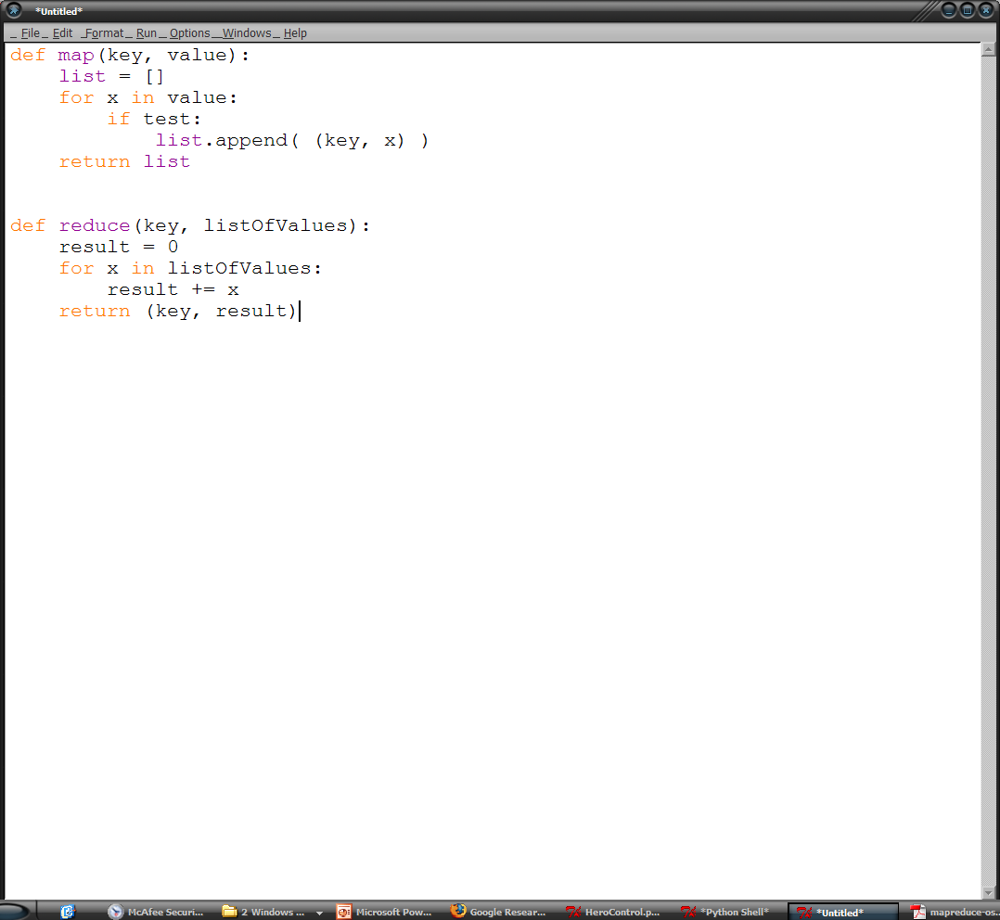 *Untitled*
File Edit Format Run Options Windows Help
def map(key, value):
    list = []
    for x in value:
        if test:
            list.append( (key, x) )
    return list
def reduce(key, listOfValues):
    result = 0
    for x in listOfValues:
        result += x
    return (key, result)
McAfee Securi... 2 Windows ... Microsoft Pow... Google Resear... HeroControl.p... *Python Shell* *Untitled* mapreduce-os...